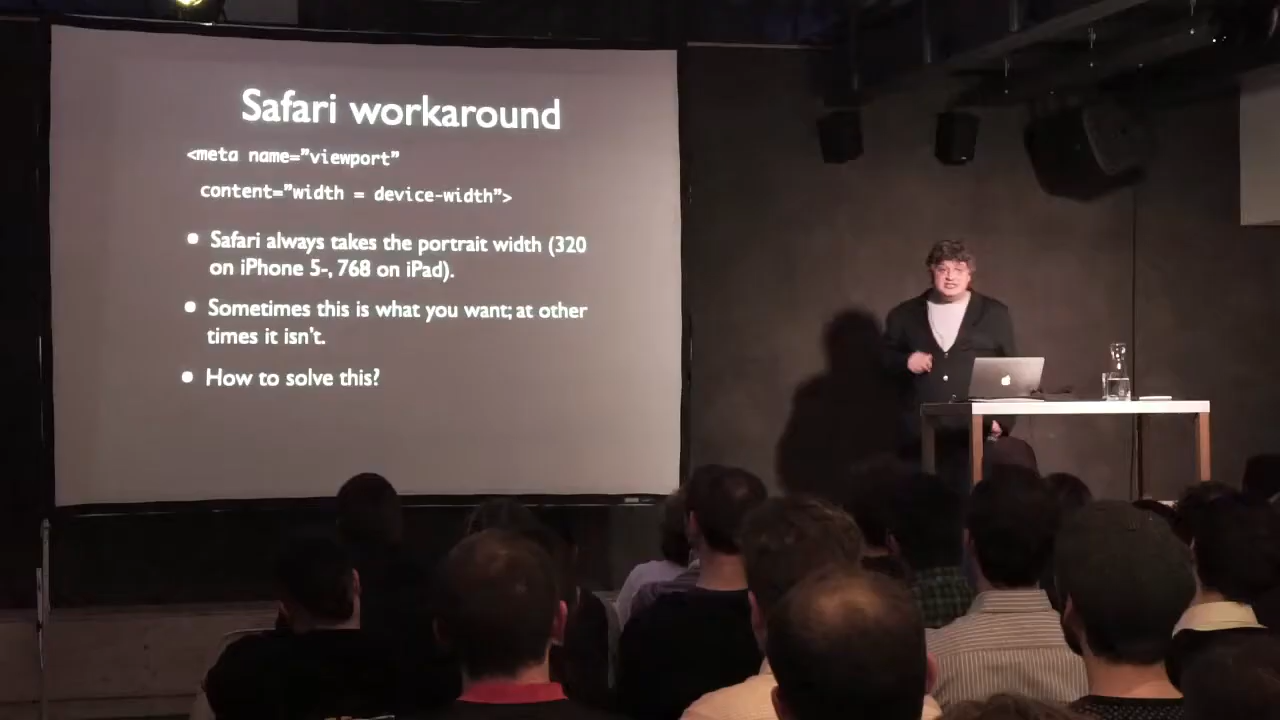 Safari workaround
<meta name="viewport"
content="width = device-width">
• Safari always takes the portrait width (320
on iPhone 5-, 768 on iPad).
• Sometimes this is what you want; at other
times it isn't.
• How to solve this?